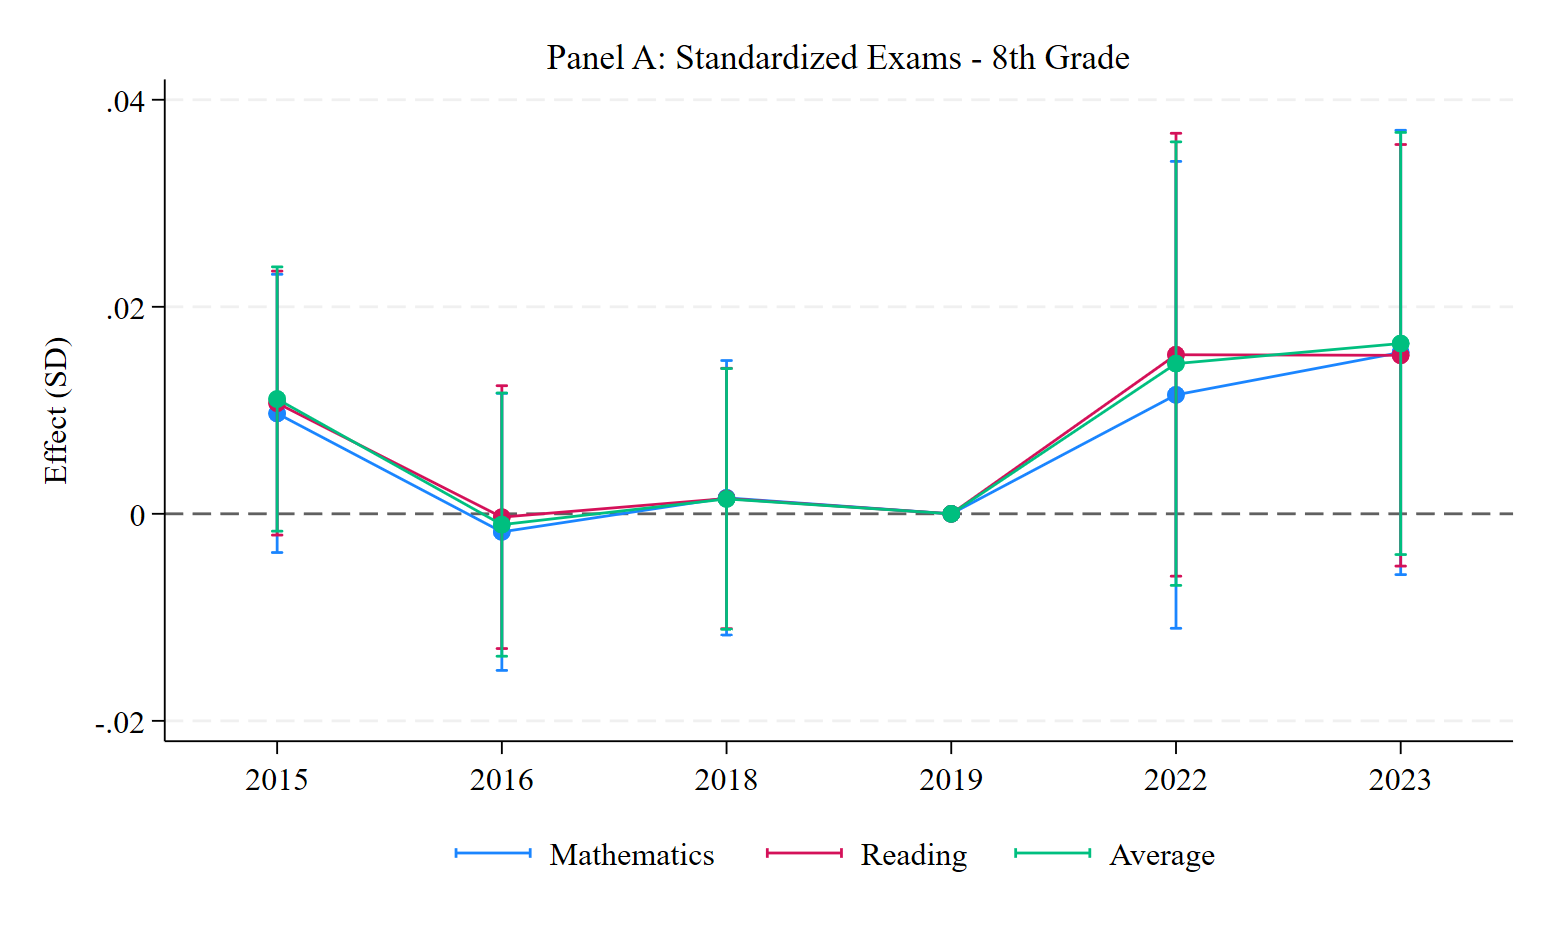 Panel A: Standardized Exams - 8th Grade
.04
.02
0
-.02
Effect (SD)
2015 2016 2018 2019 2022 2023
Mathematics Reading Average